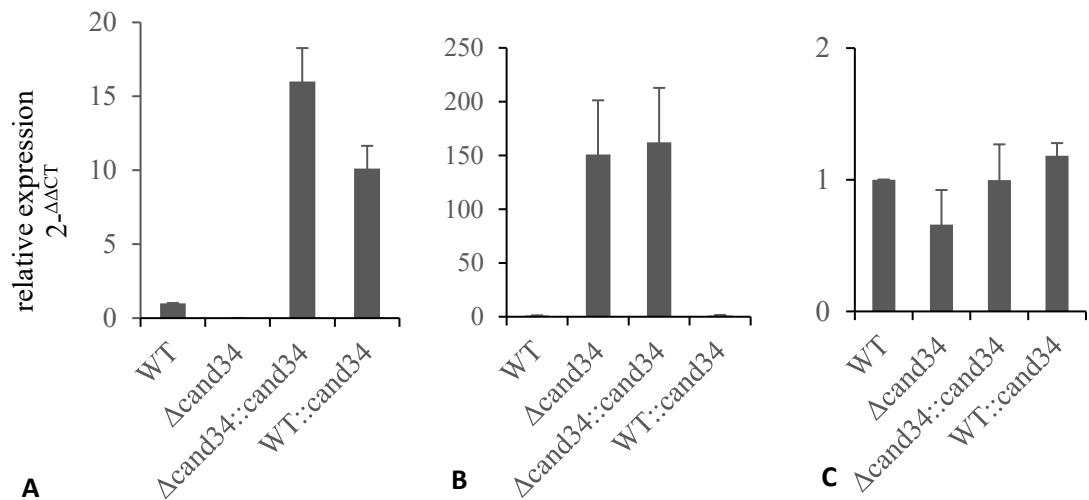 relative expression
2-ΔΔCT
20
15
10
5
0
WT
Δcand34
Δcand34::cand34
WT::cand34
A
250
200
150
100
50
0
WT
Δcand34
Δcand34::cand34
WT::cand34
B
2
1
0
WT
Δcand34
Δcand34::cand34
WT::cand34
C